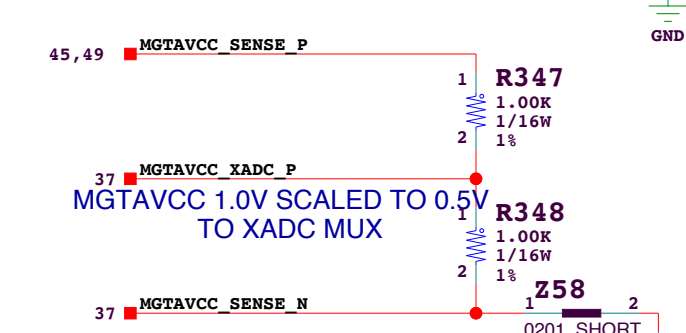 GND
45,49 MGTAVCC_SENSE_P
1 R347
1.00K
1/16W
2 1%
37 MGTAVCC_XADC_P
MGTAVCC 1.0V SCALED TO 0.5V
TO XADC MUX
1 R348
1.00K
1/16W
2 1%
Z58
1 2
37 MGTAVCC_SENSE_N
0201 SHORT